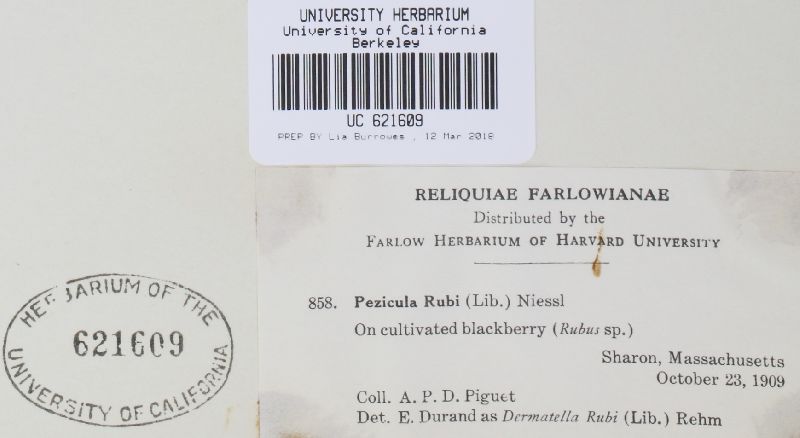 UNIVERSITY HERBARIUM
University of California
Berkeley
UC 621609
PREP BY Lia Burrowes , 12 Mar 2018
RELIQUIAE FARLOWIANAE
Distributed by the
FARLOW HERBARIUM OF HARVARD UNIVERSITY
858. Pezicula Rubi (Lib.) Niessl
On cultivated blackberry (Rubus sp.)
Sharon, Massachusetts
October 23, 1909
Coll. A. P. D. Piguet
Det. E. Durand as Dermatella Rubi (Lib.) Rehm
HERBARIUM OF THE
621609
UNIVERSITY OF CALIFORNIA